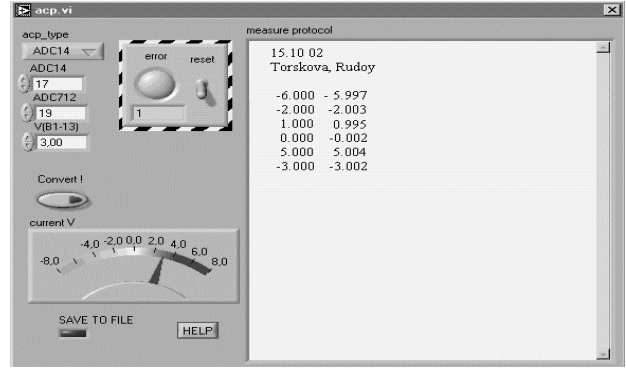 acp.vi
acp_type
ADC14
ADC14
17
ADC712
19
V(B1-13)
3,00
error
reset
1
Convert !
current V
-8,0 -4,0 -2,0 0,0 2,0 4,0 6,0 8,0
SAVE TO FILE
HELP
measure protocol
15.10 02
Torskova, Rudoy
-6.000 - 5.997
-2.000 -2.003
1.000 0.995
0.000 -0.002
5.000 5.004
-3.000 -3.002